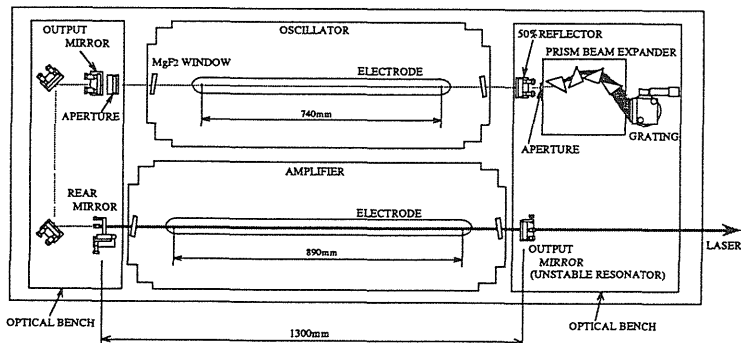 OSCILLATOR
OUTPUT
MIRROR
MgF2 WINDOW
ELECTRODE
APERTURE
740mm
50% REFLECTOR
PRISM BEAM EXPANDER
APERTURE
GRATING
AMPLIFIER
REAR
MIRROR
ELECTRODE
890mm
OUTPUT
MIRROR
(UNSTABLE RESONATOR)
LASER
OPTICAL BENCH
OPTICAL BENCH
1300mm